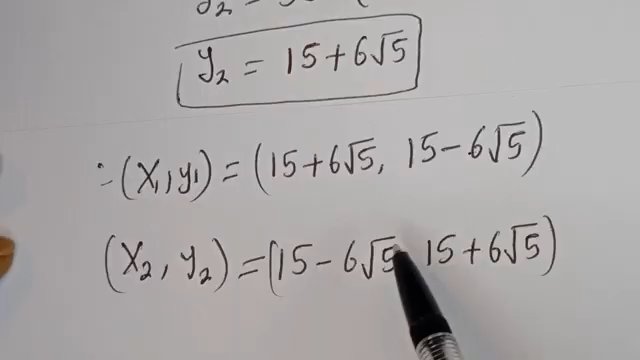 y₂ =
y₂ = 15+6√5
∴ (x₁, y₁) = (15+6√5, 15−6√5)
(x₂, y₂) = (15−6√5 15+6√5)